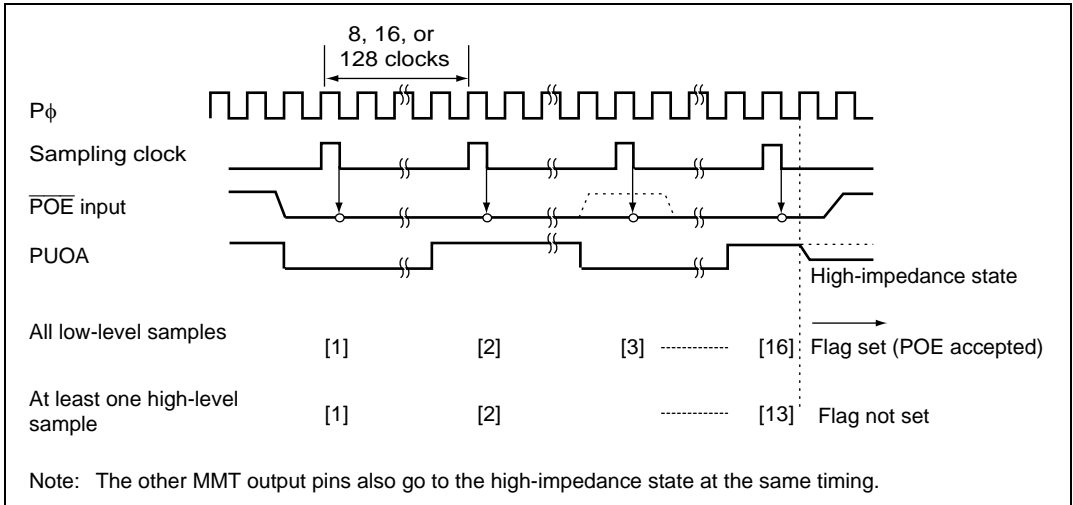 8, 16, or
128 clocks
Pϕ
Sampling clock
P̅O̅E̅ input
PUOA
High-impedance state
All low-level samples
[1] [2] [3] [16] Flag set (POE accepted)
At least one high-level
sample
[1] [2] [13] Flag not set
Note: The other MMT output pins also go to the high-impedance state at the same timing.